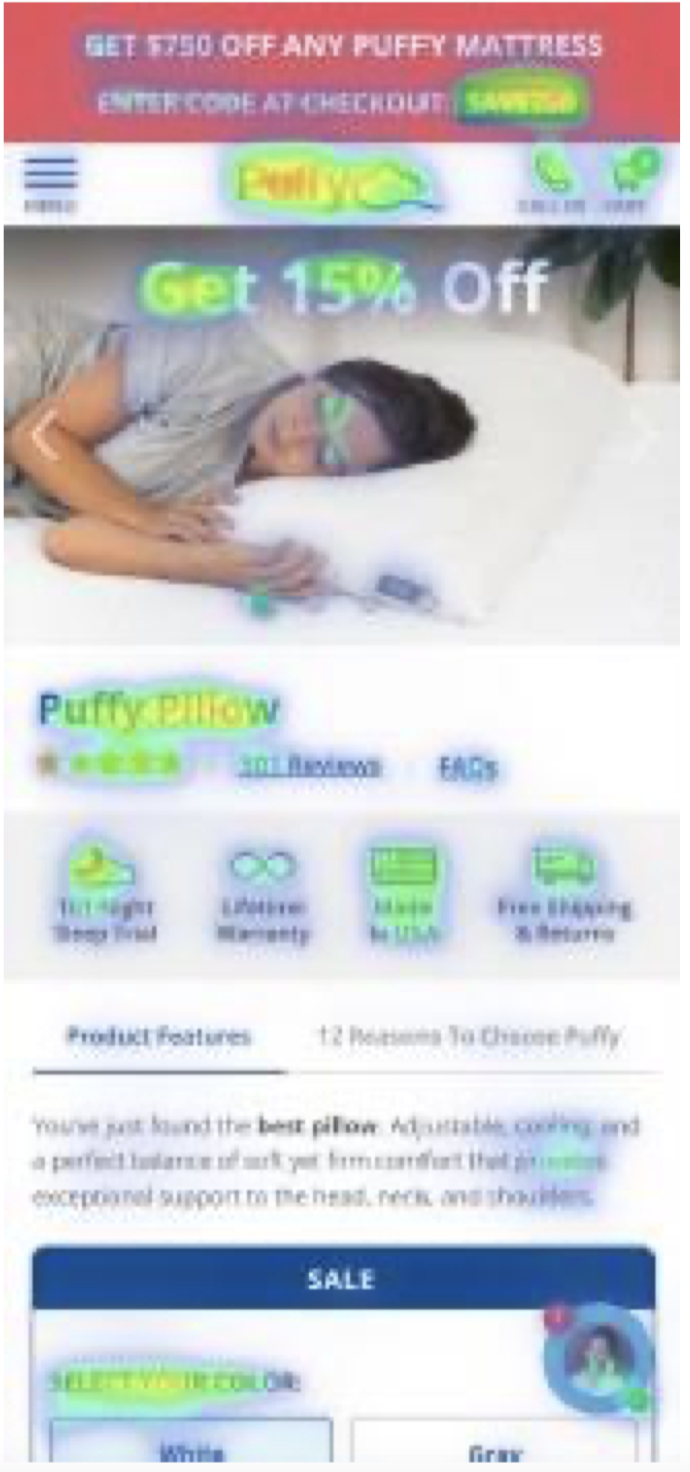 GET $750 OFF ANY PUFFY MATTRESS
ENTER CODE AT CHECKOUT:
Puffy
MENU
CALL US
CART
Get 15% Off
Puffy Pillow
Reviews
FAQs
101 night
Sleep Trial
Lifetime
Warranty
Made
In USA
Free Shipping
& Returns
Product Features
12 Reasons To Choose Puffy
You've just found the best pillow. Adjustable, cooling and
a perfect balance of soft yet firm comfort that provides
exceptional support to the head, neck, and shoulders.
SALE
SELECT YOUR COLOR:
White
Gray